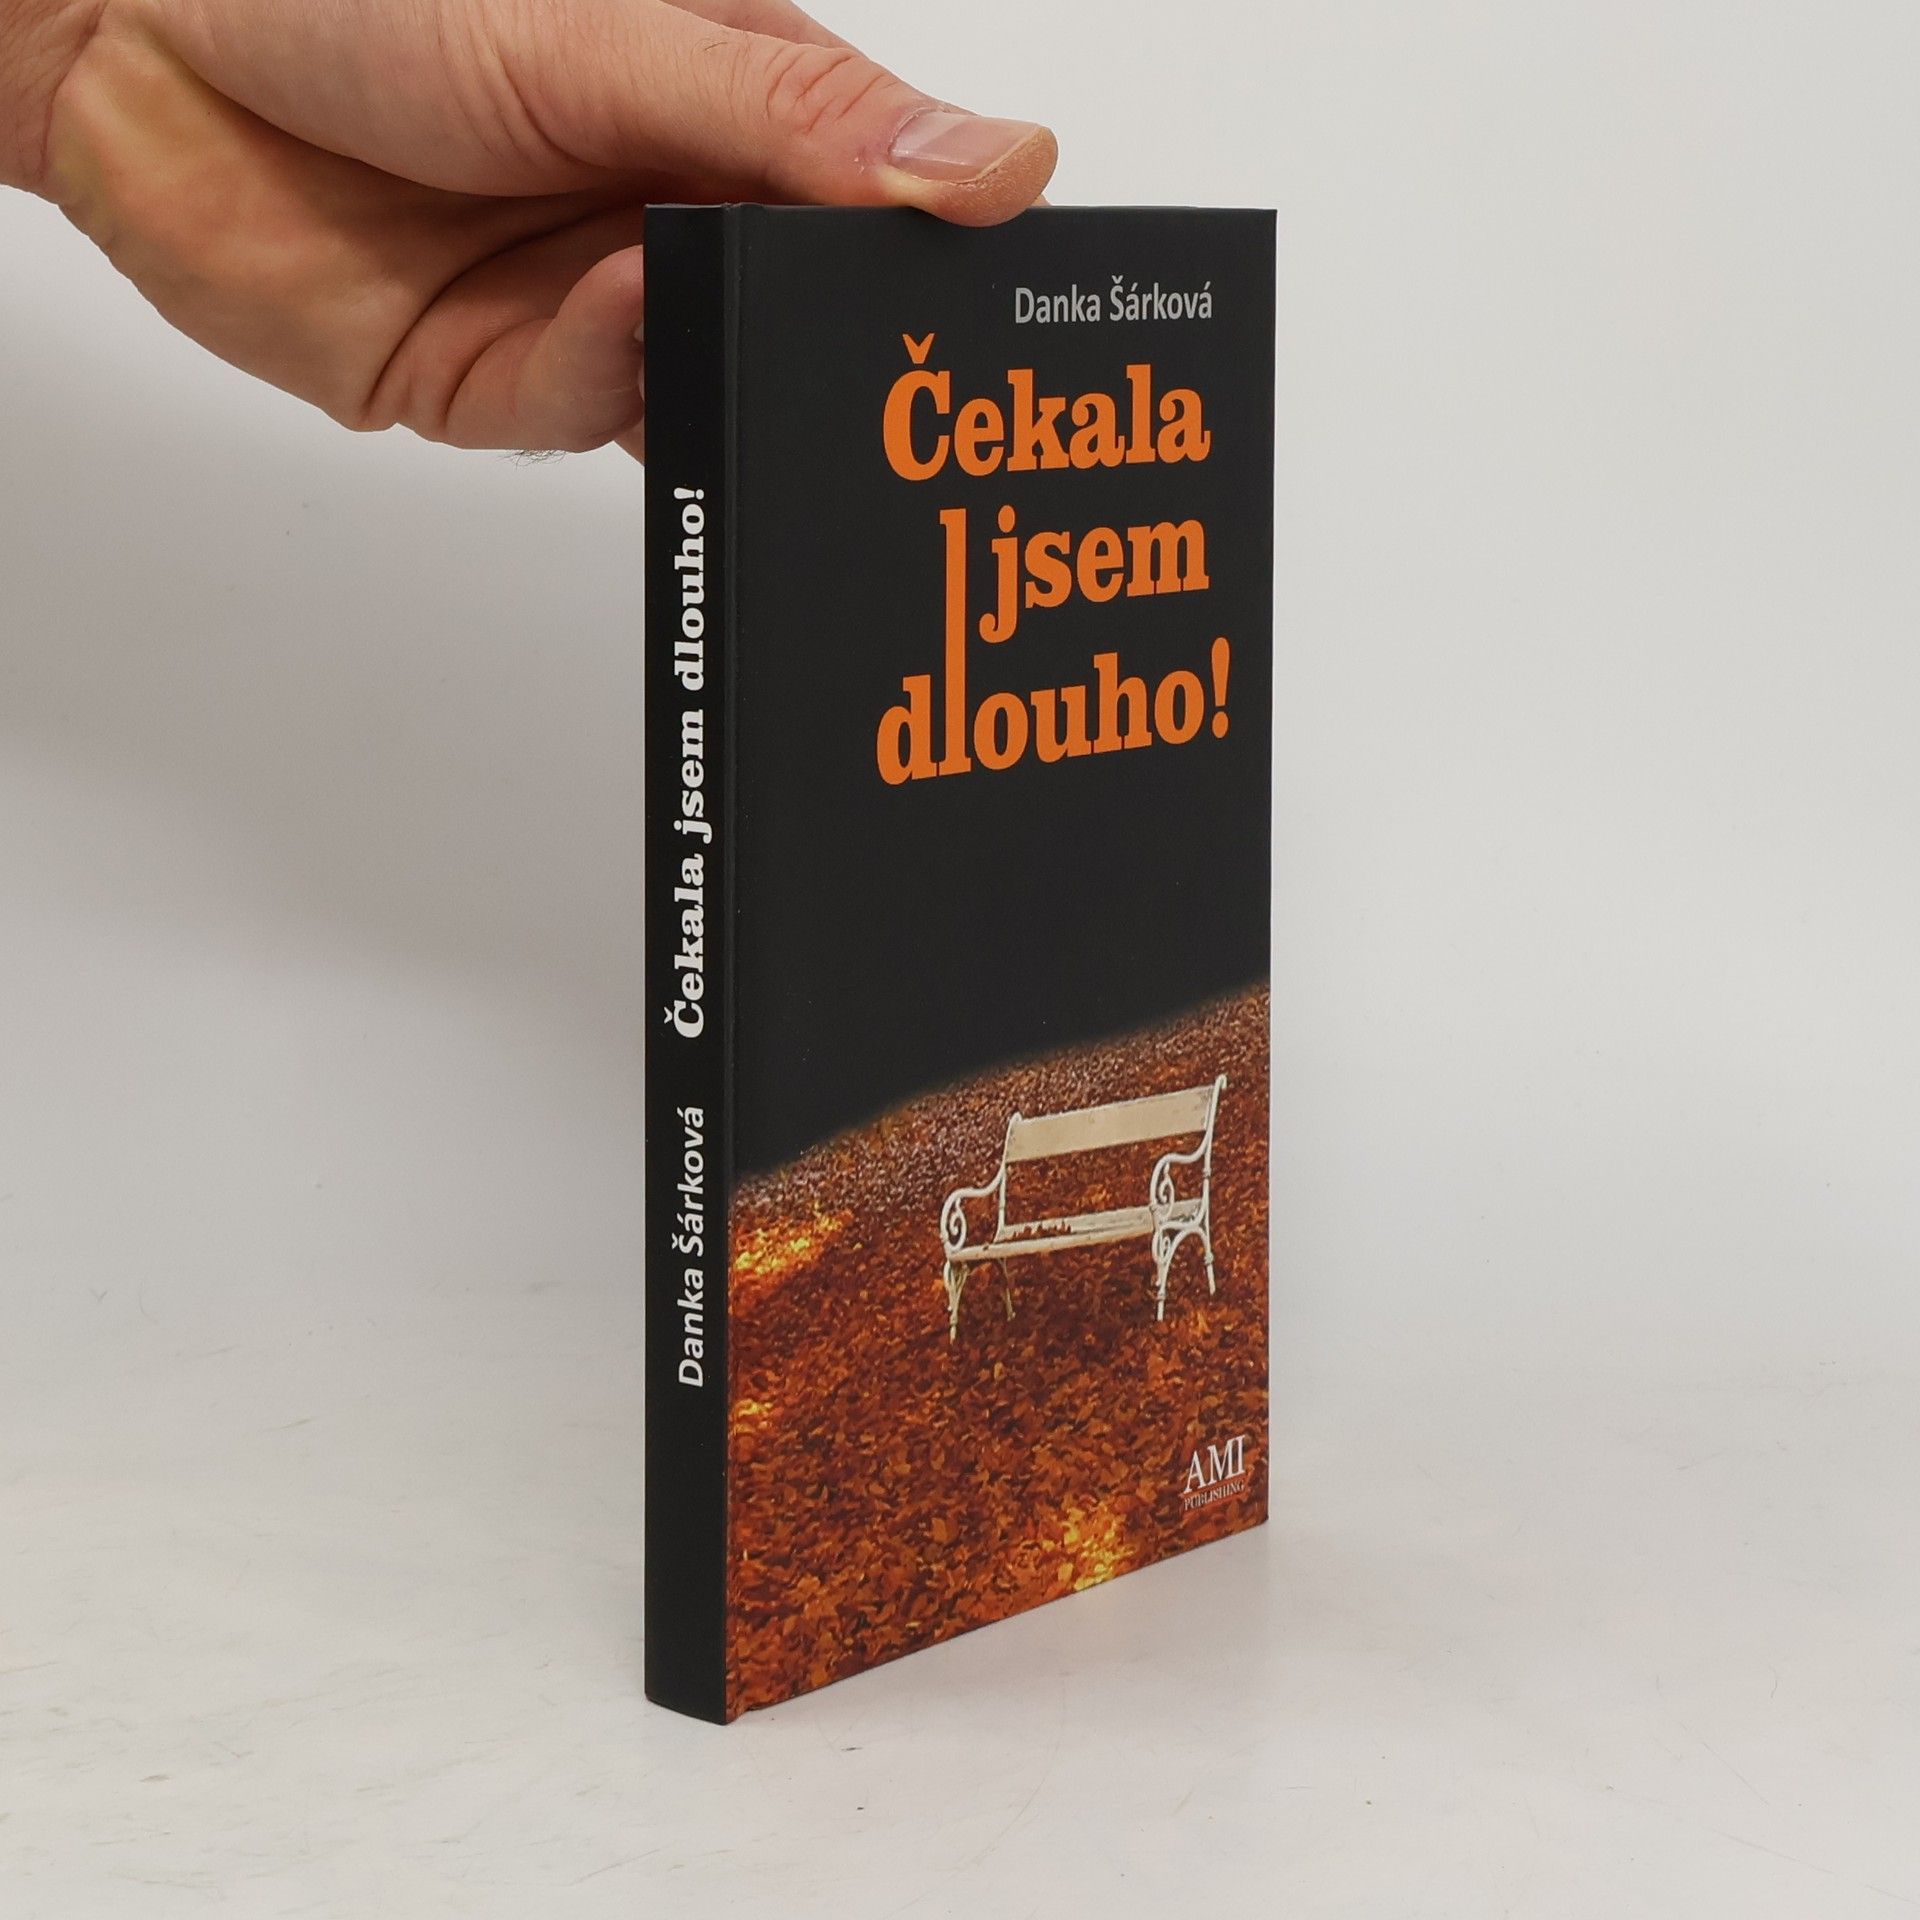 Danka Šárková
Čekala
jsem
dlouho!
AMI
PUBLISHING
Danka Šárková Čekala jsem dlouho!